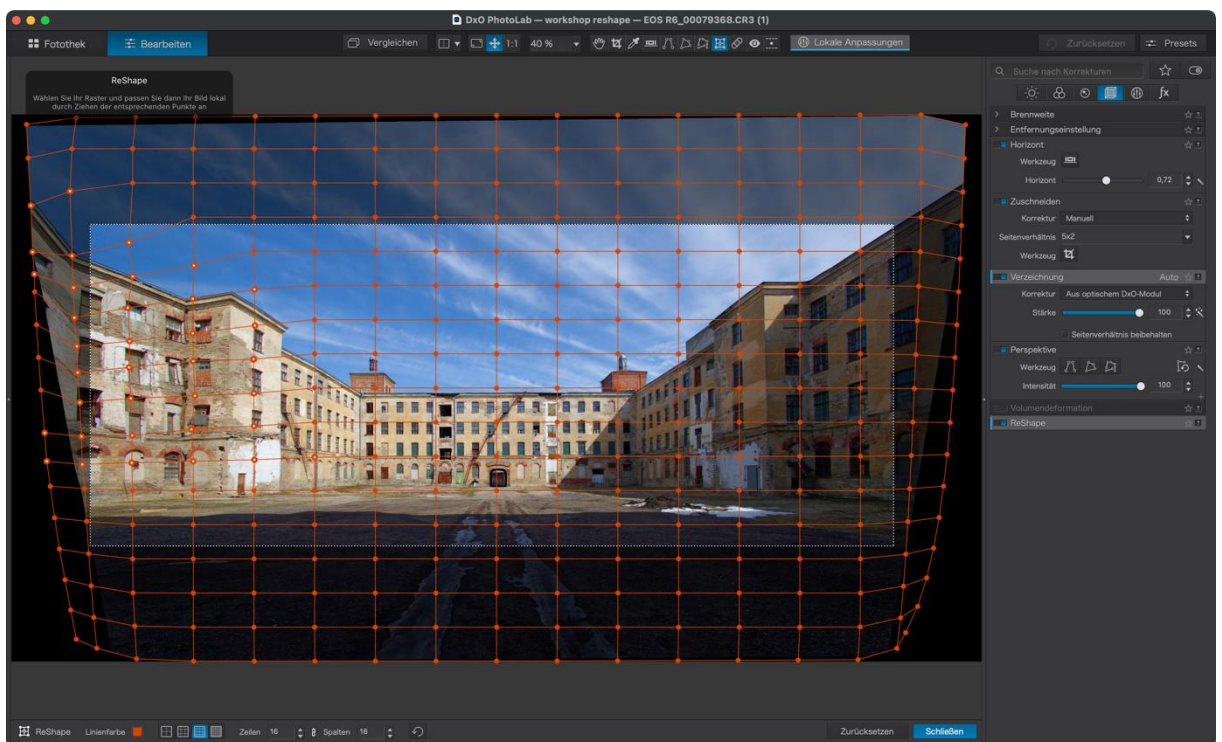 DxO PhotoLab — workshop reshape — EOS R6_00079368.CR3 (1)
Fotothek
Bearbeiten
Vergleichen
1:1
40 %
Lokale Anpassungen
Zurücksetzen
Presets
ReShape
Wählen Sie Ihr Raster und passen Sie dann Ihr Bild lokal
durch Ziehen der entsprechenden Punkte an
Suche nach Korrekturen
fx
Brennweite
Entfernungseinstellung
Horizont
Werkzeug
Horizont 0,72
Zuschneiden
Korrektur Manuell
Seitenverhältnis 5x2
Werkzeug
Verzeichnung Auto
Korrektur Aus optischem DxO-Modul
Stärke 100
Seitenverhältnis beibehalten
Perspektive
Werkzeug
Intensität 100
Volumendeformation
ReShape
ReShape Linienfarbe Zeilen 16 Spalten 16 Zurücksetzen Schließen